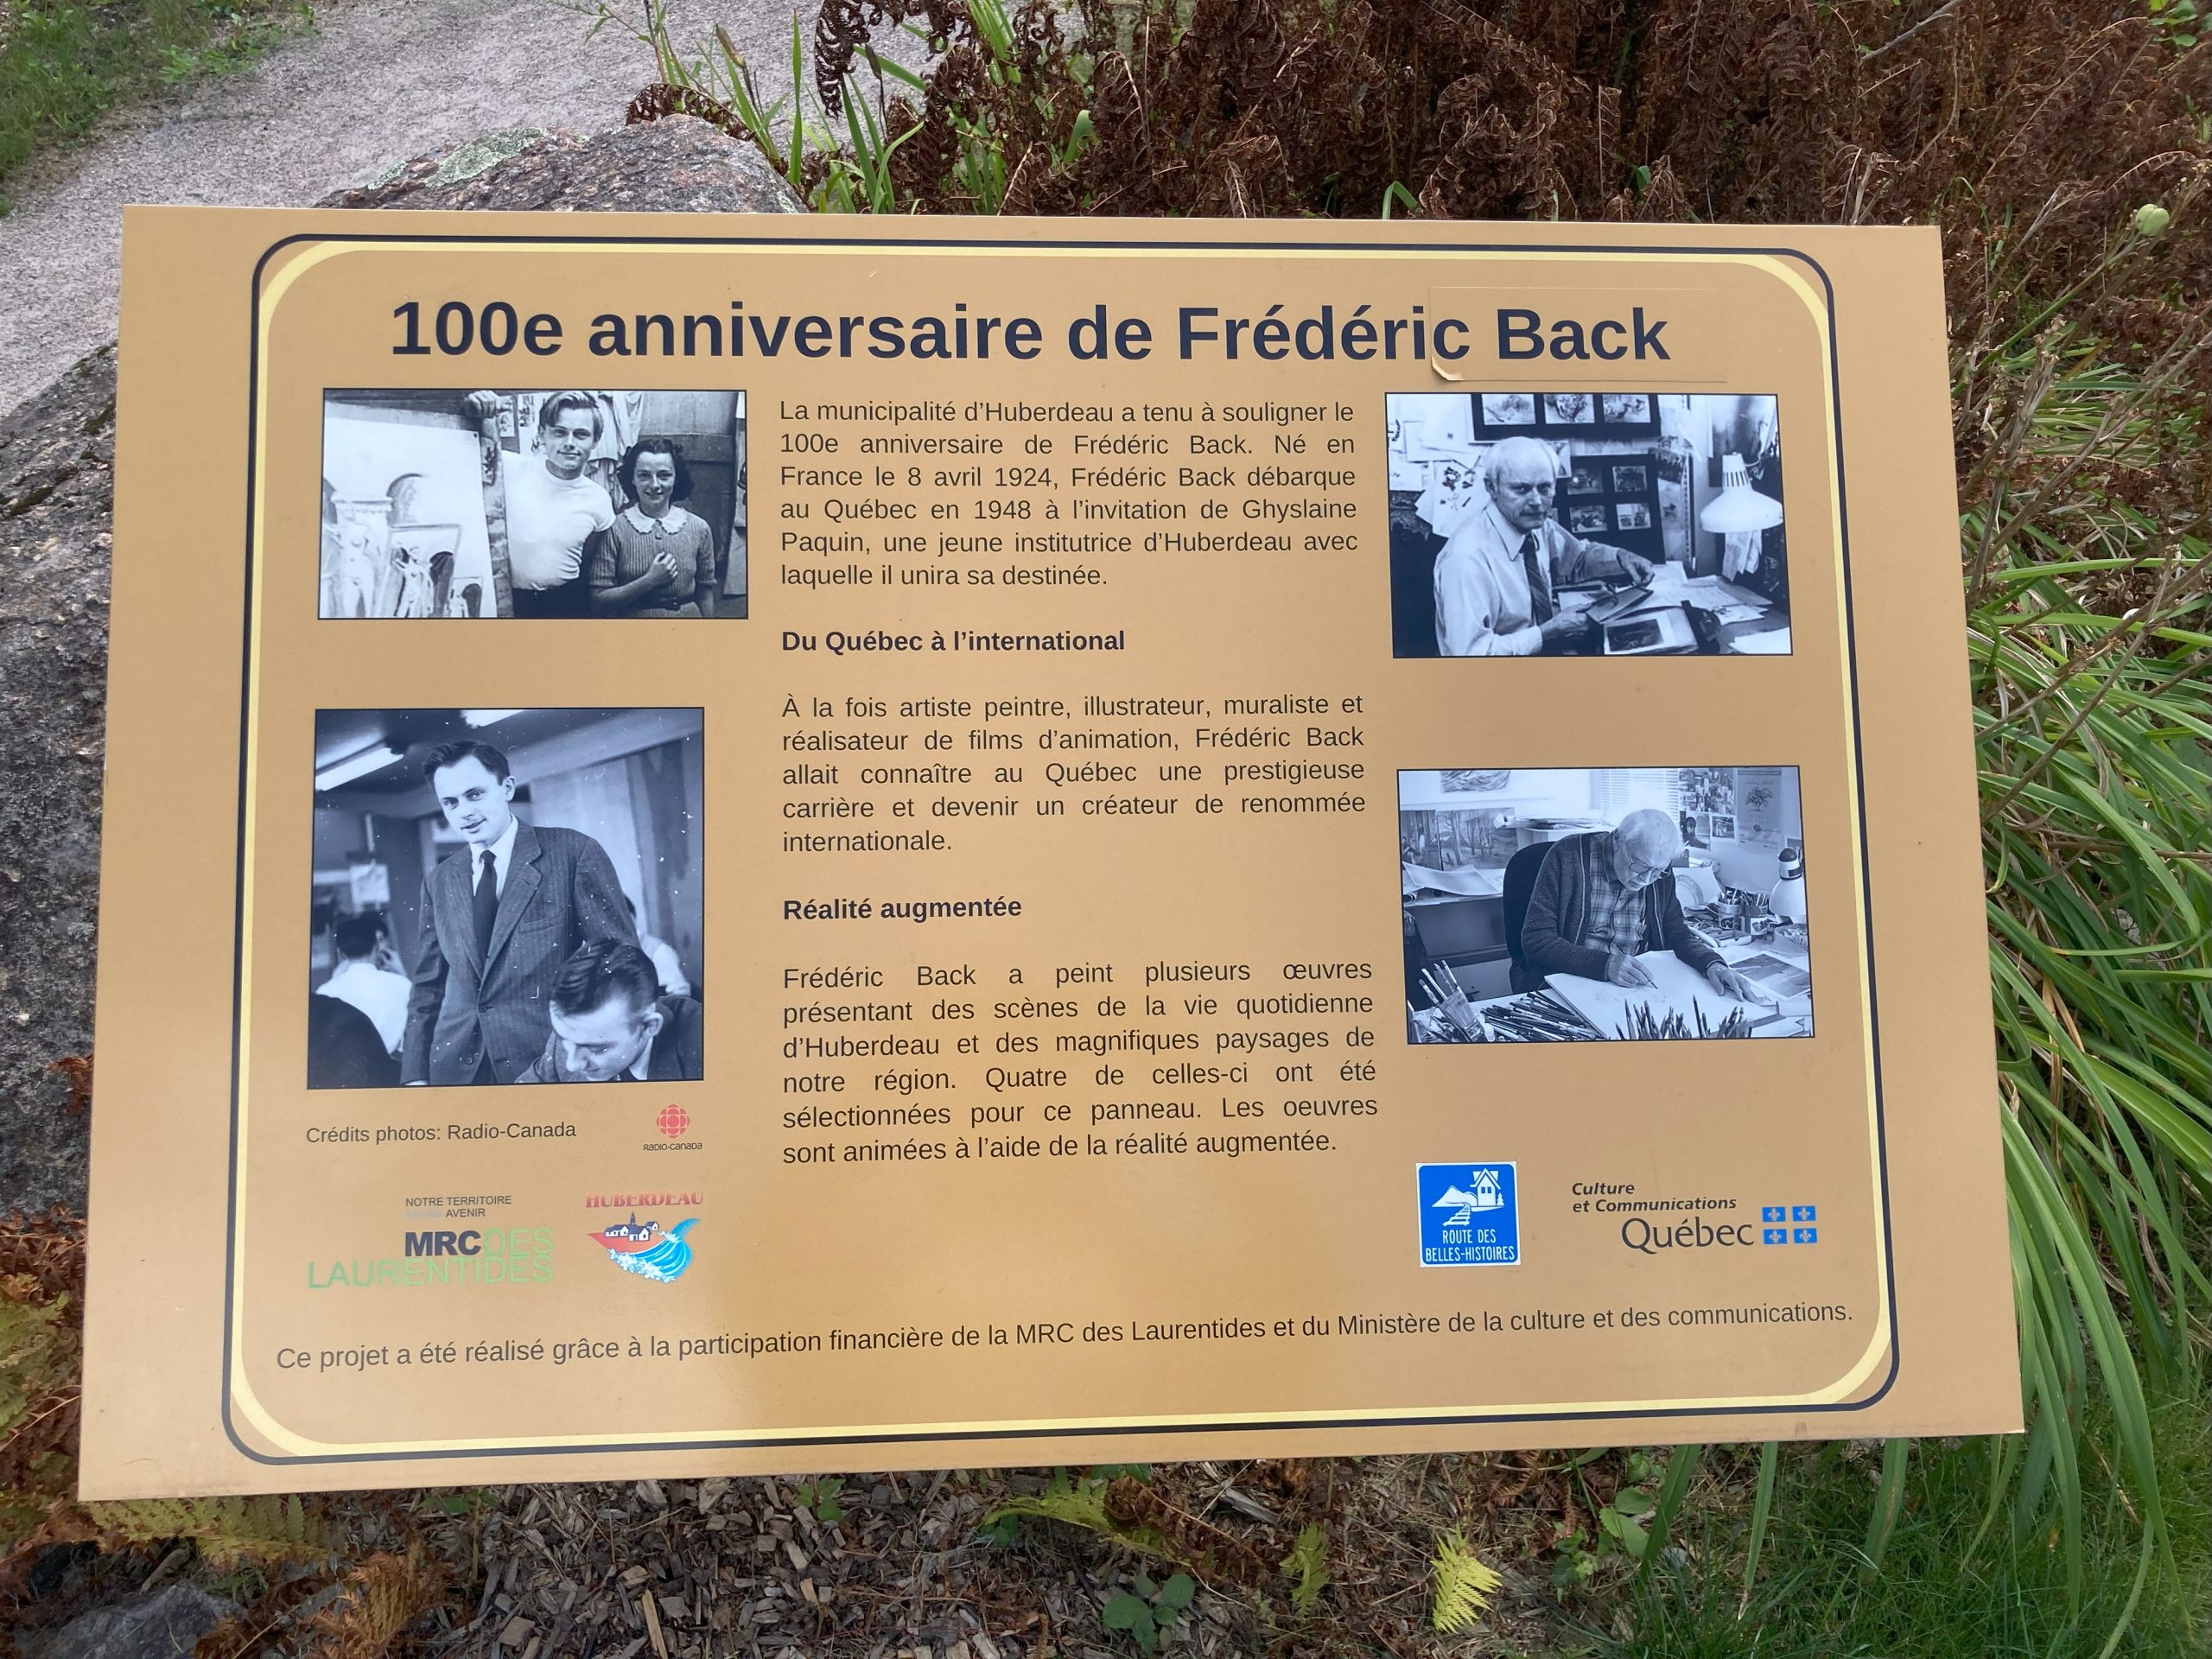 100e anniversaire de Frédéric Back
La municipalité d’Huberdeau a tenu à souligner le
100e anniversaire de Frédéric Back. Né en
France le 8 avril 1924, Frédéric Back débarque
au Québec en 1948 à l’invitation de Ghyslaine
Paquin, une jeune institutrice d’Huberdeau avec
laquelle il unira sa destinée.
Du Québec à l’international
À la fois artiste peintre, illustrateur, muraliste et
réalisateur de films d’animation, Frédéric Back
allait connaître au Québec une prestigieuse
carrière et devenir un créateur de renommée
internationale.
Réalité augmentée
Frédéric Back a peint plusieurs œuvres
présentant des scènes de la vie quotidienne
d’Huberdeau et des magnifiques paysages de
notre région. Quatre de celles-ci ont été
sélectionnées pour ce panneau. Les oeuvres
sont animées à l’aide de la réalité augmentée.
Crédits photos: Radio-Canada
RADIO-CANADA
NOTRE TERRITOIRE
AVENIR
MRC DES
LAURENTIDES
HUBERDEAU
ROUTE DES
BELLES-HISTOIRES
Culture
et Communications
Québec
Ce projet a été réalisé grâce à la participation financière de la MRC des Laurentides et du Ministère de la culture et des communications.